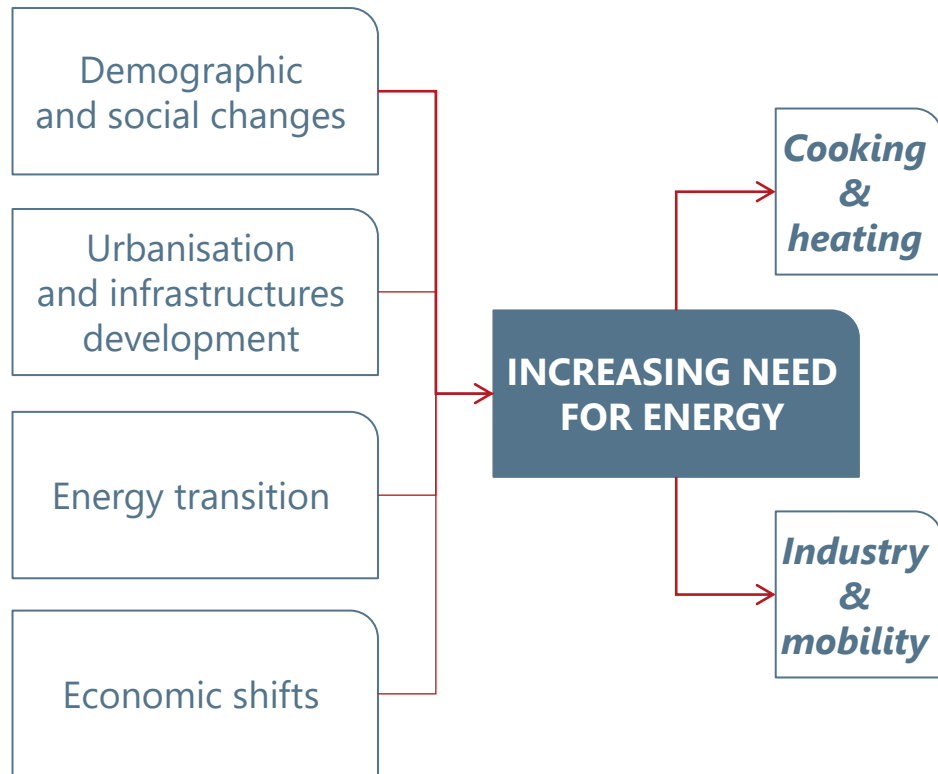 Demographic
and social changes
Urbanisation
and infrastructures
development
Energy transition
Economic shifts
INCREASING NEED
FOR ENERGY
Cooking
&
heating
Industry
&
mobility